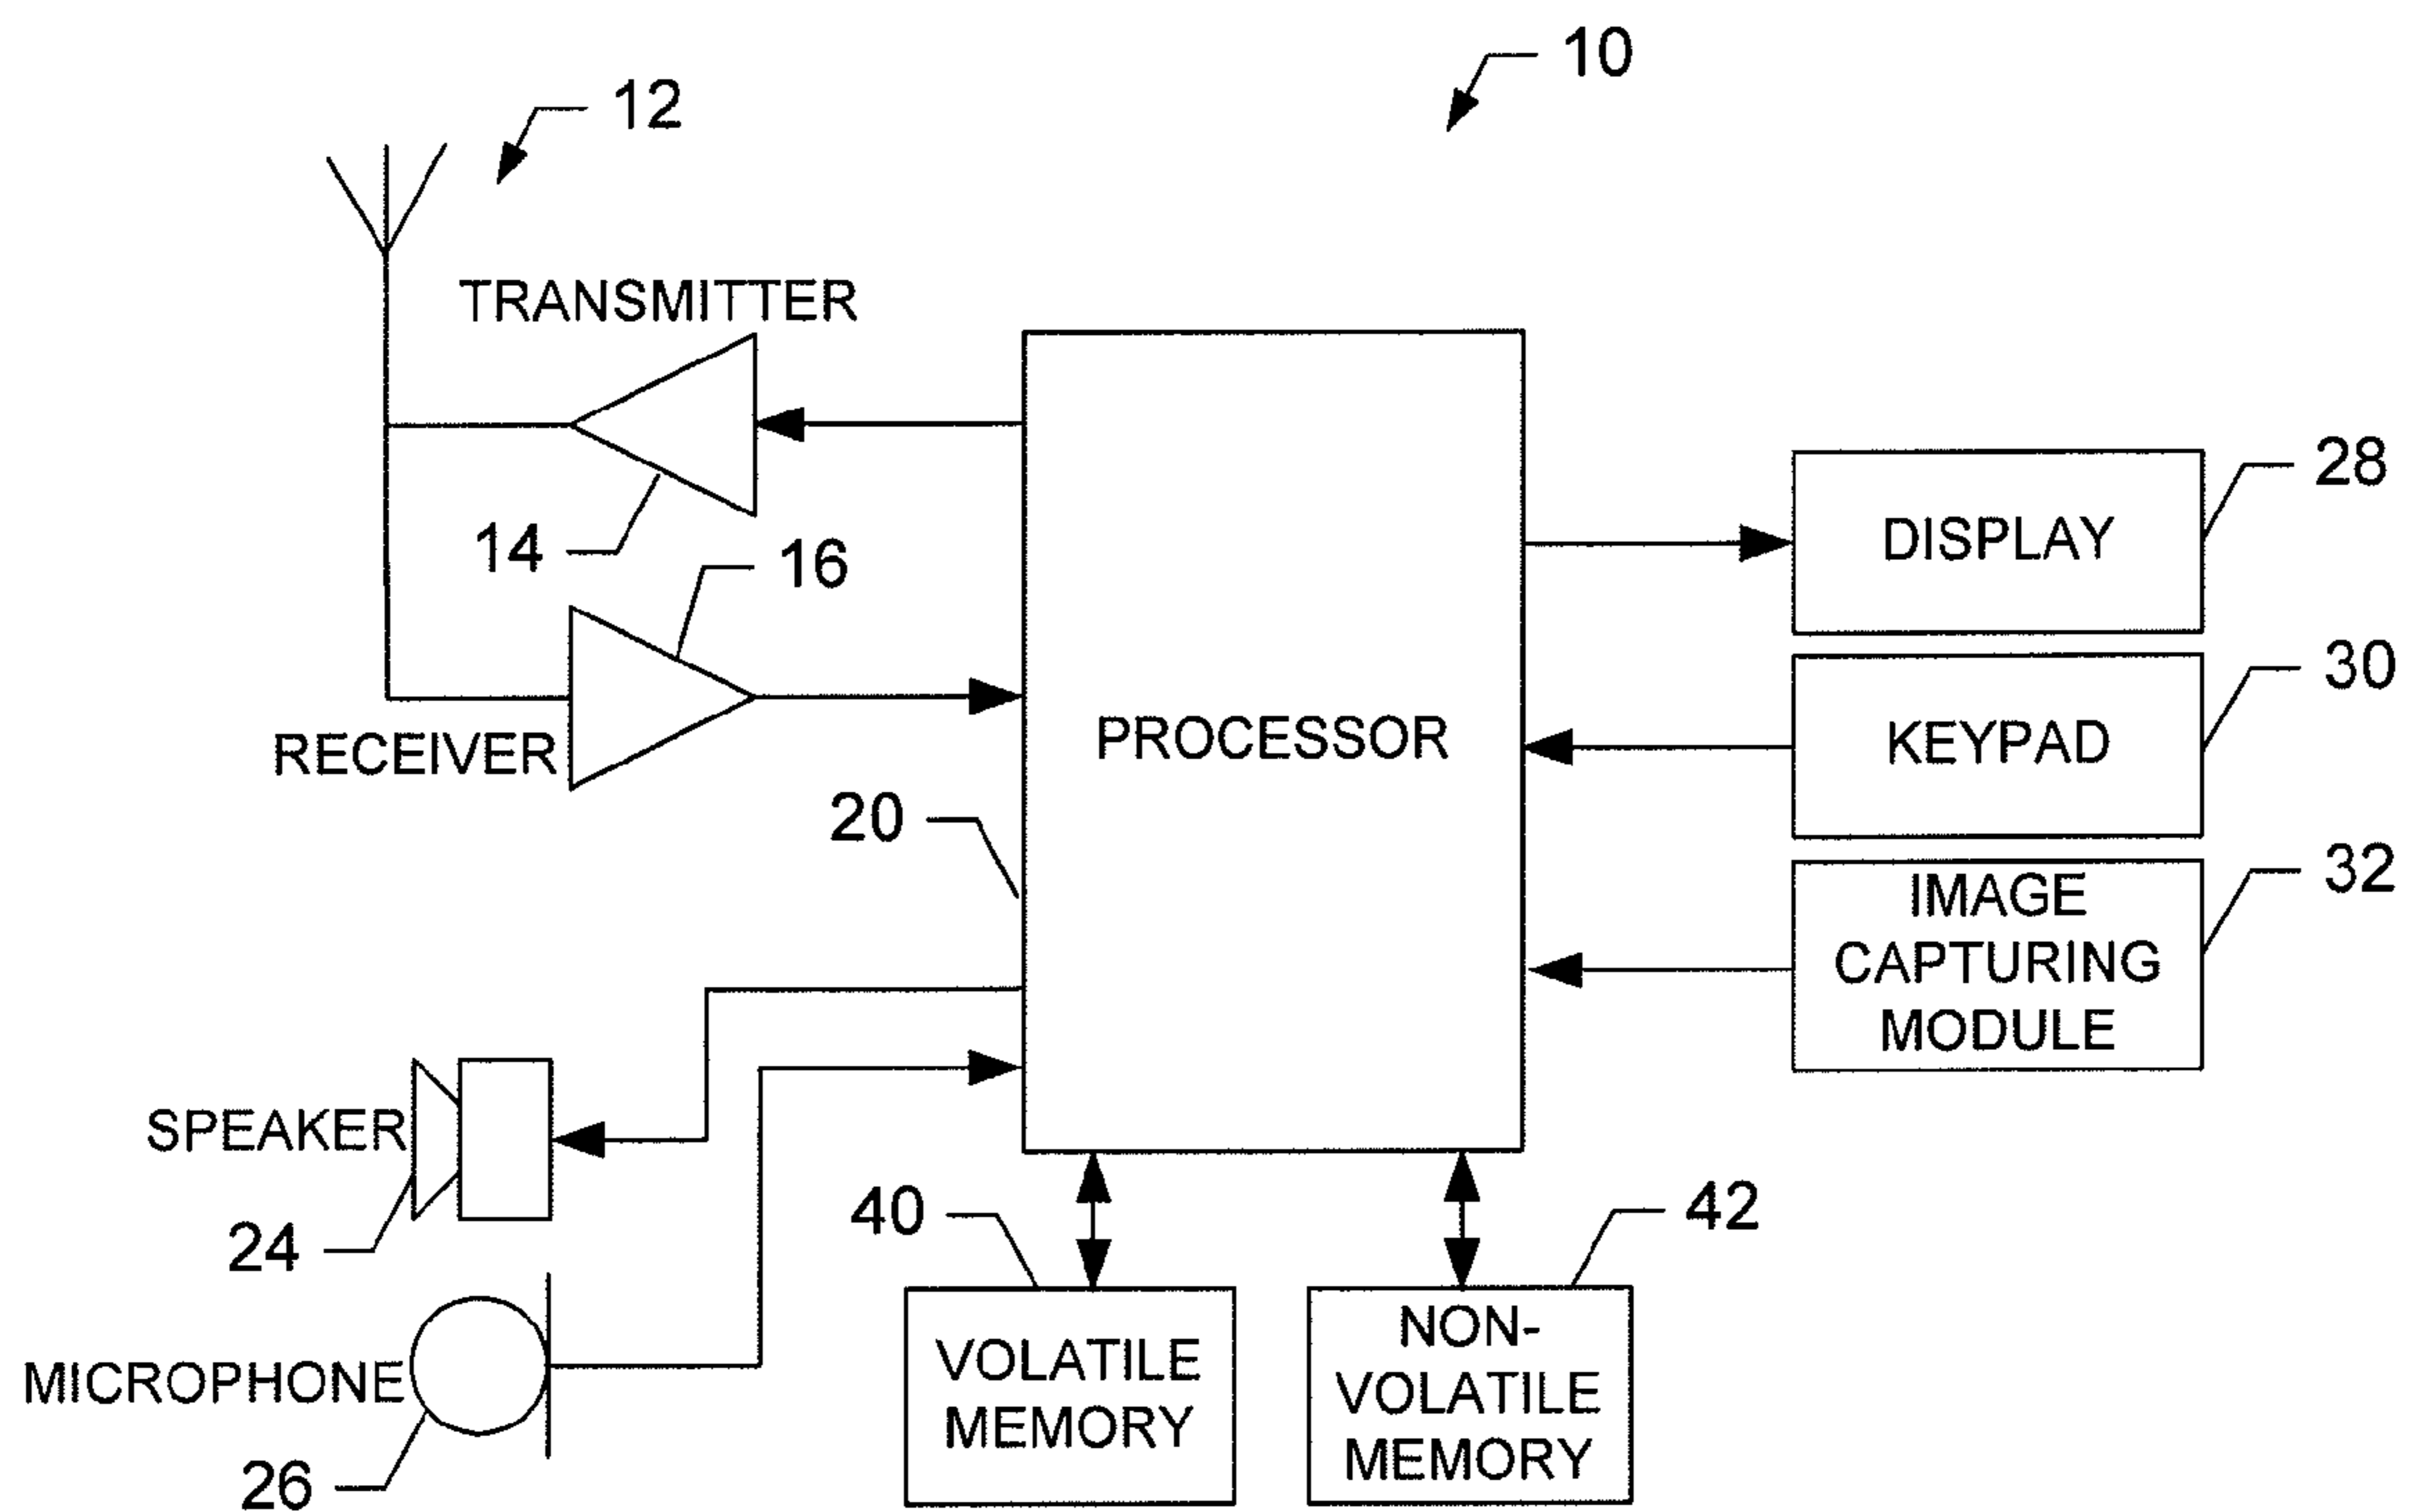 10
12
TRANSMITTER
14
16
RECEIVER
PROCESSOR
20
DISPLAY
28
KEYPAD
30
IMAGE
CAPTURING
MODULE
32
SPEAKER
24
MICROPHONE
26
40
VOLATILE
MEMORY
42
NON-
VOLATILE
MEMORY